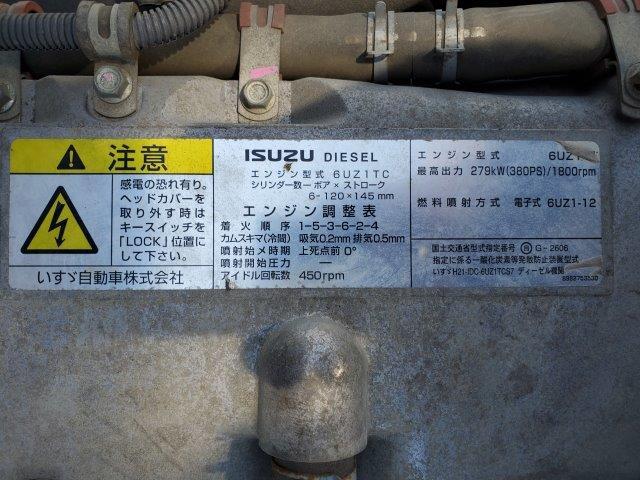 注意
感電の恐れ有り。
ヘッドカバーを
取り外す時は
キースイッチを
「LOCK」位置に
して下さい。
いすゞ自動車株式会社
ISUZU DIESEL
エンジン型式 6UZ1TC
シリンダー数－ボア×ストローク
6－120×145mm
エンジン調整表
着火順序 1-5-3-6-2-4
カムスキマ(冷間) 吸気0.2mm 排気0.5mm
噴射始メ時期 上死点前 0°
噴射開始圧力 —
アイドル回転数 450rpm
エンジン型式 6UZ1
最高出力 279kW(380PS)/1800rpm
燃料噴射方式 電子式 6UZ1-12
国土交通省型式指定番号 G-2606
指定に係る一酸化炭素等発散防止装置型式
いすゞH21-IDC-6UZ1TCS7 ディーゼル機関